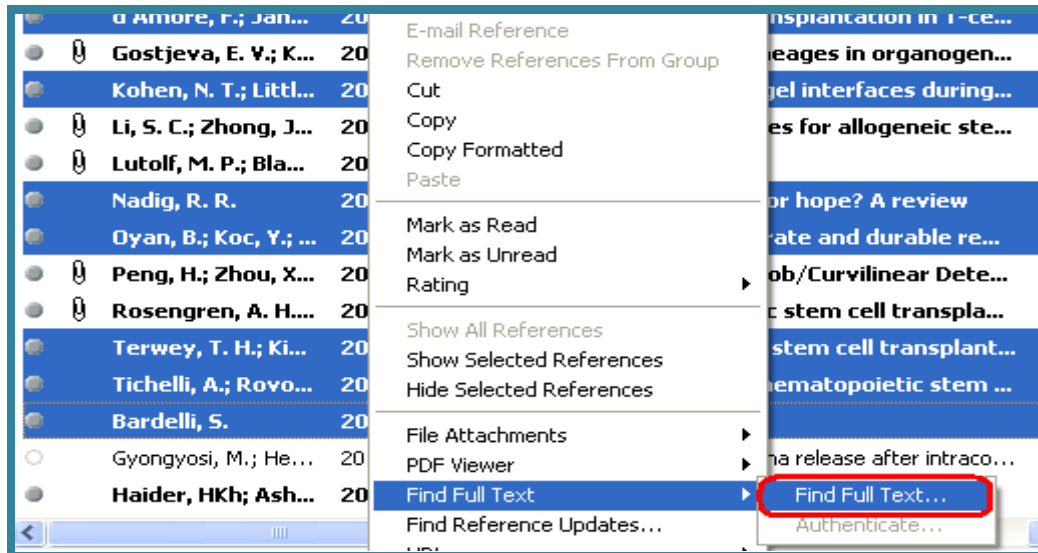 d'Amore, F.; Jan... 20 nsplantation in T-ce...
Gostjeva, E. V.; K... 20 eages in organogen...
Kohen, N. T.; Littl... 20 gel interfaces during...
Li, S. C.; Zhong, J... 20 es for allogeneic ste...
Lutolf, M. P.; Bla... 20
Nadig, R. R. 20 or hope? A review
Oyan, B.; Koc, Y.; ... 20 rate and durable re...
Peng, H.; Zhou, X... 20 ob/Curvilinear Dete...
Rosengren, A. H.... 20 c stem cell transpla...
Terwey, T. H.; Ki... 20 stem cell transplant...
Tichelli, A.; Rovo... 20 ematopoietic stem ...
Bardelli, S. 20
Gyongyosi, M.; He... 20 na release after intraco...
Haider, HKh; Ash... 20
E-mail Reference
Remove References From Group
Cut
Copy
Copy Formatted
Paste
Mark as Read
Mark as Unread
Rating
Show All References
Show Selected References
Hide Selected References
File Attachments
PDF Viewer
Find Full Text
Find Reference Updates...
Find Full Text...
Authenticate...